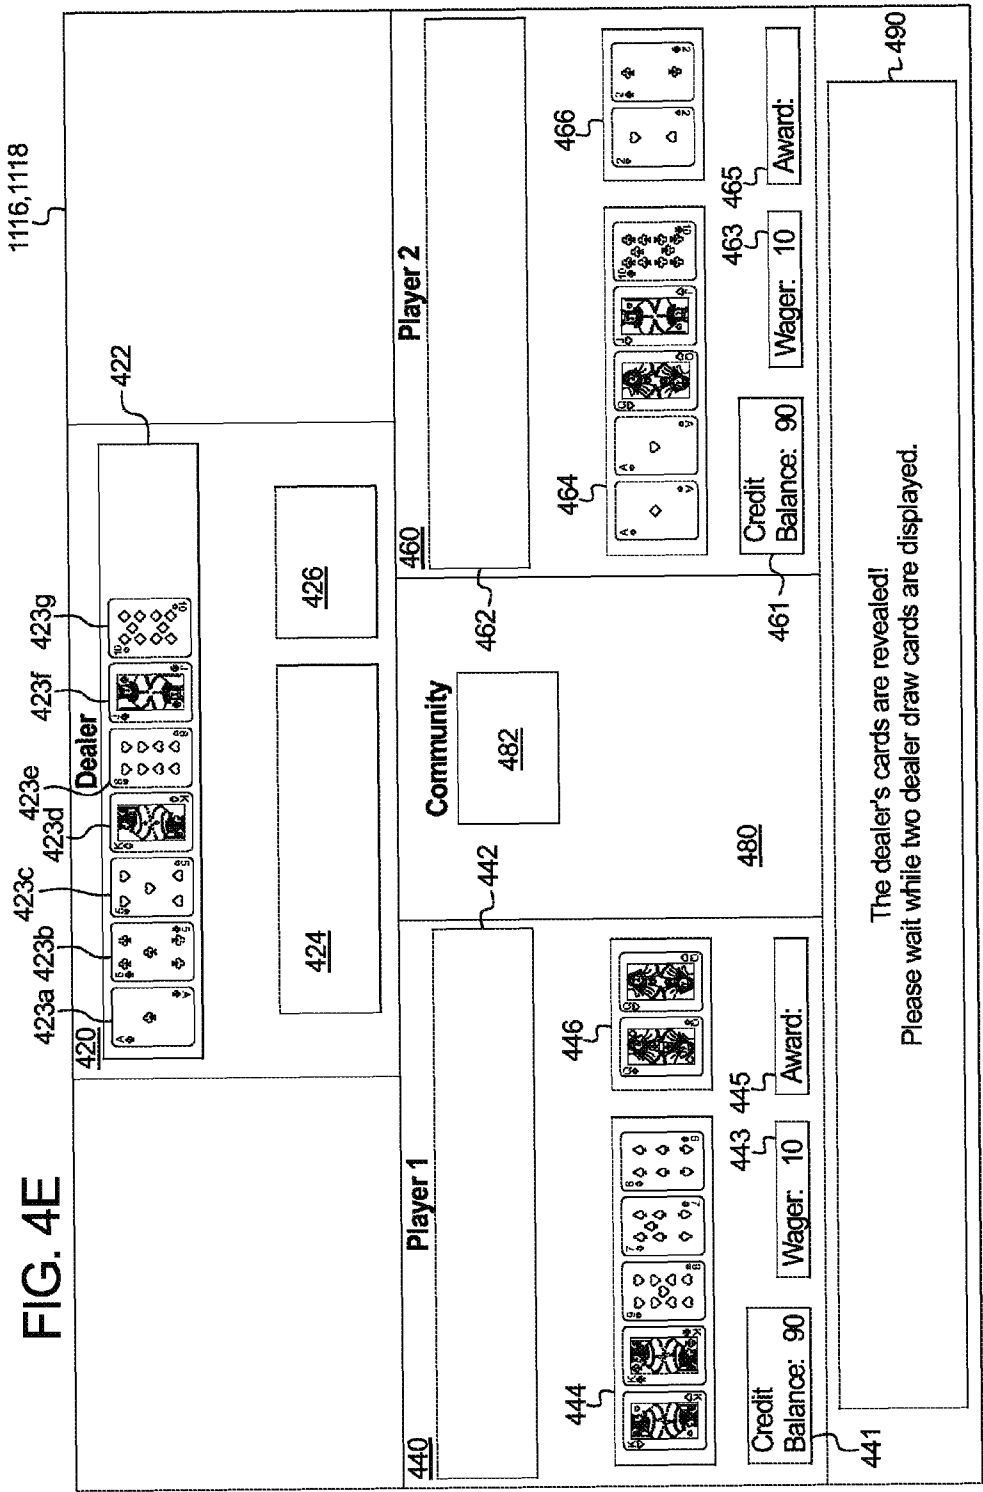 FIG. 4E
1116,1118
423a 423b 423c 423d 423e 423f 423g
420
Dealer
422
424
426
440
Player 1
442
Community
460
Player 2
462
482
480
444
446
464
466
443
445
463
465
Credit
Balance: 90
Wager: 10
Award:
Credit
Balance: 90
Wager: 10
Award:
441
461
490
The dealer's cards are revealed!
Please wait while two dealer draw cards are displayed.